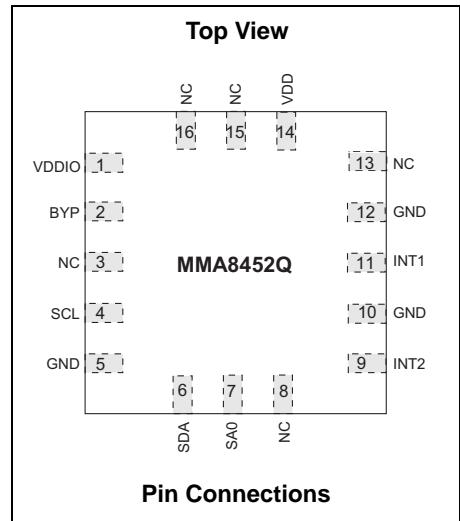 Top View
NC
NC
VDD
16
15
14
VDDIO 1
13 NC
BYP 2
12 GND
NC 3
MMA8452Q
11 INT1
SCL 4
10 GND
GND 5
9 INT2
6
7
8
SDA
SA0
NC
Pin Connections